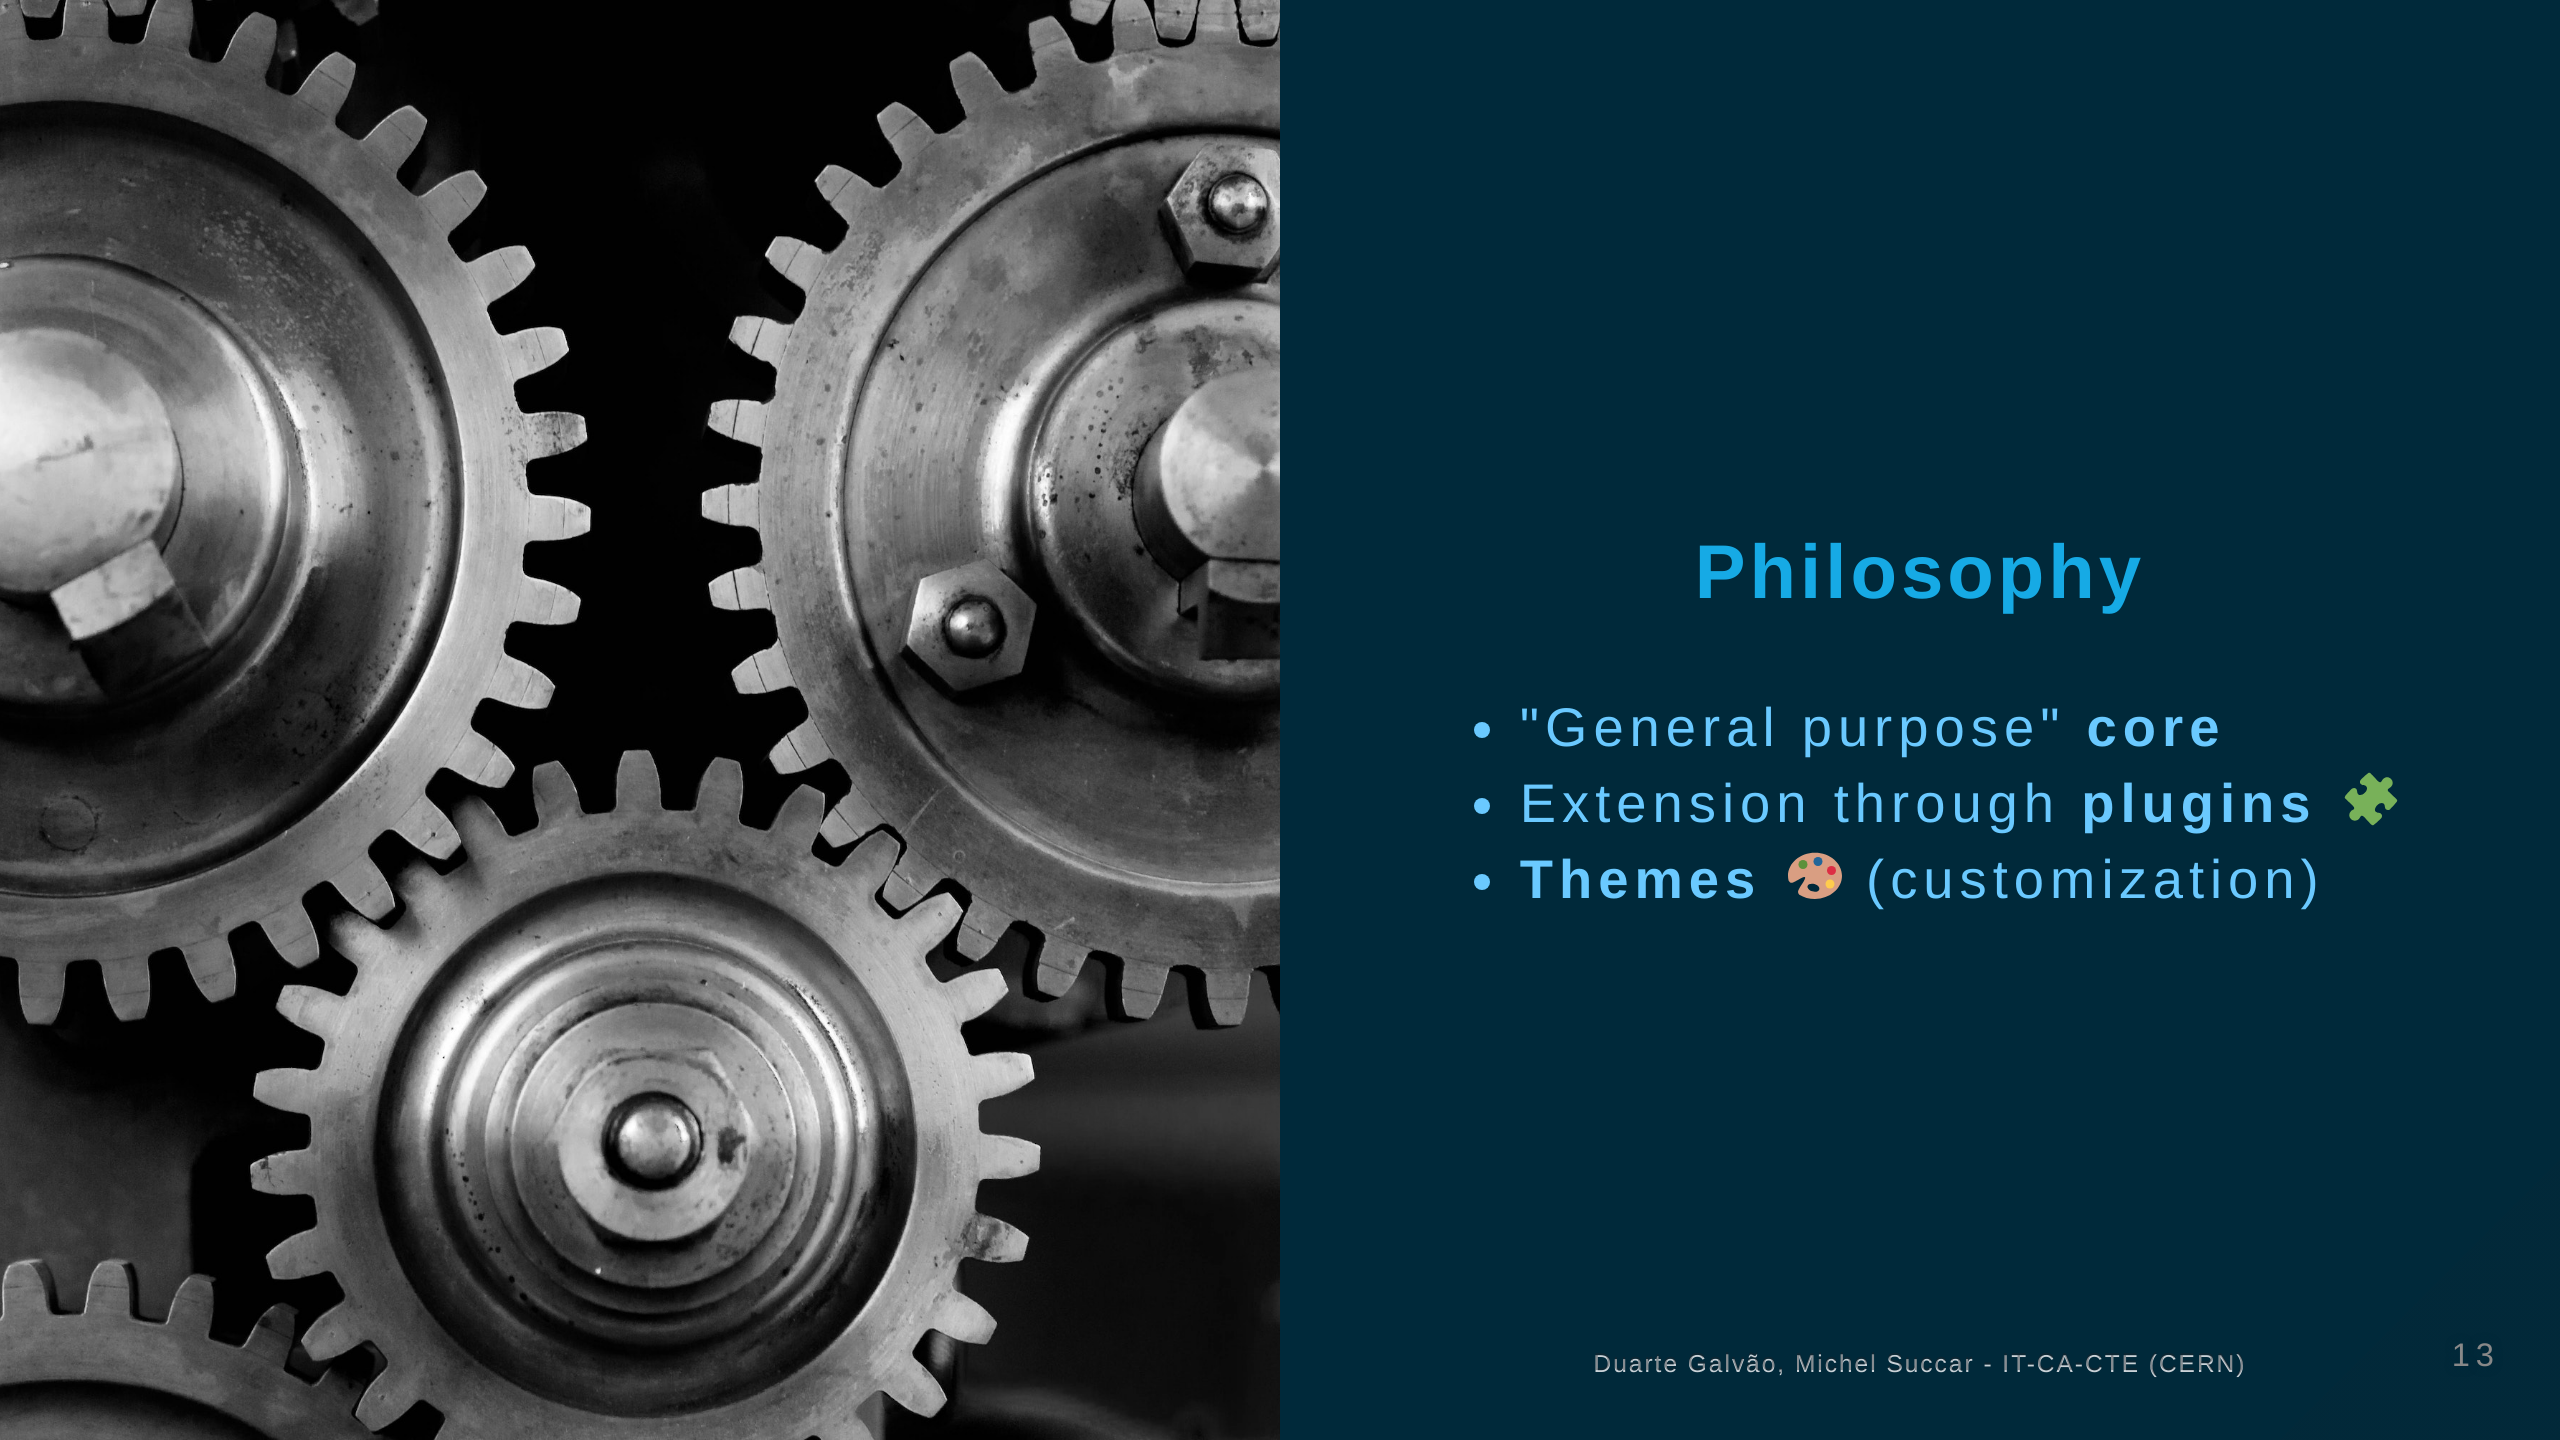 Philosophy
• "General purpose" core
• Extension through plugins 🧩
• Themes 🎨 (customization)
Duarte Galvão, Michel Succar - IT-CA-CTE (CERN)
13